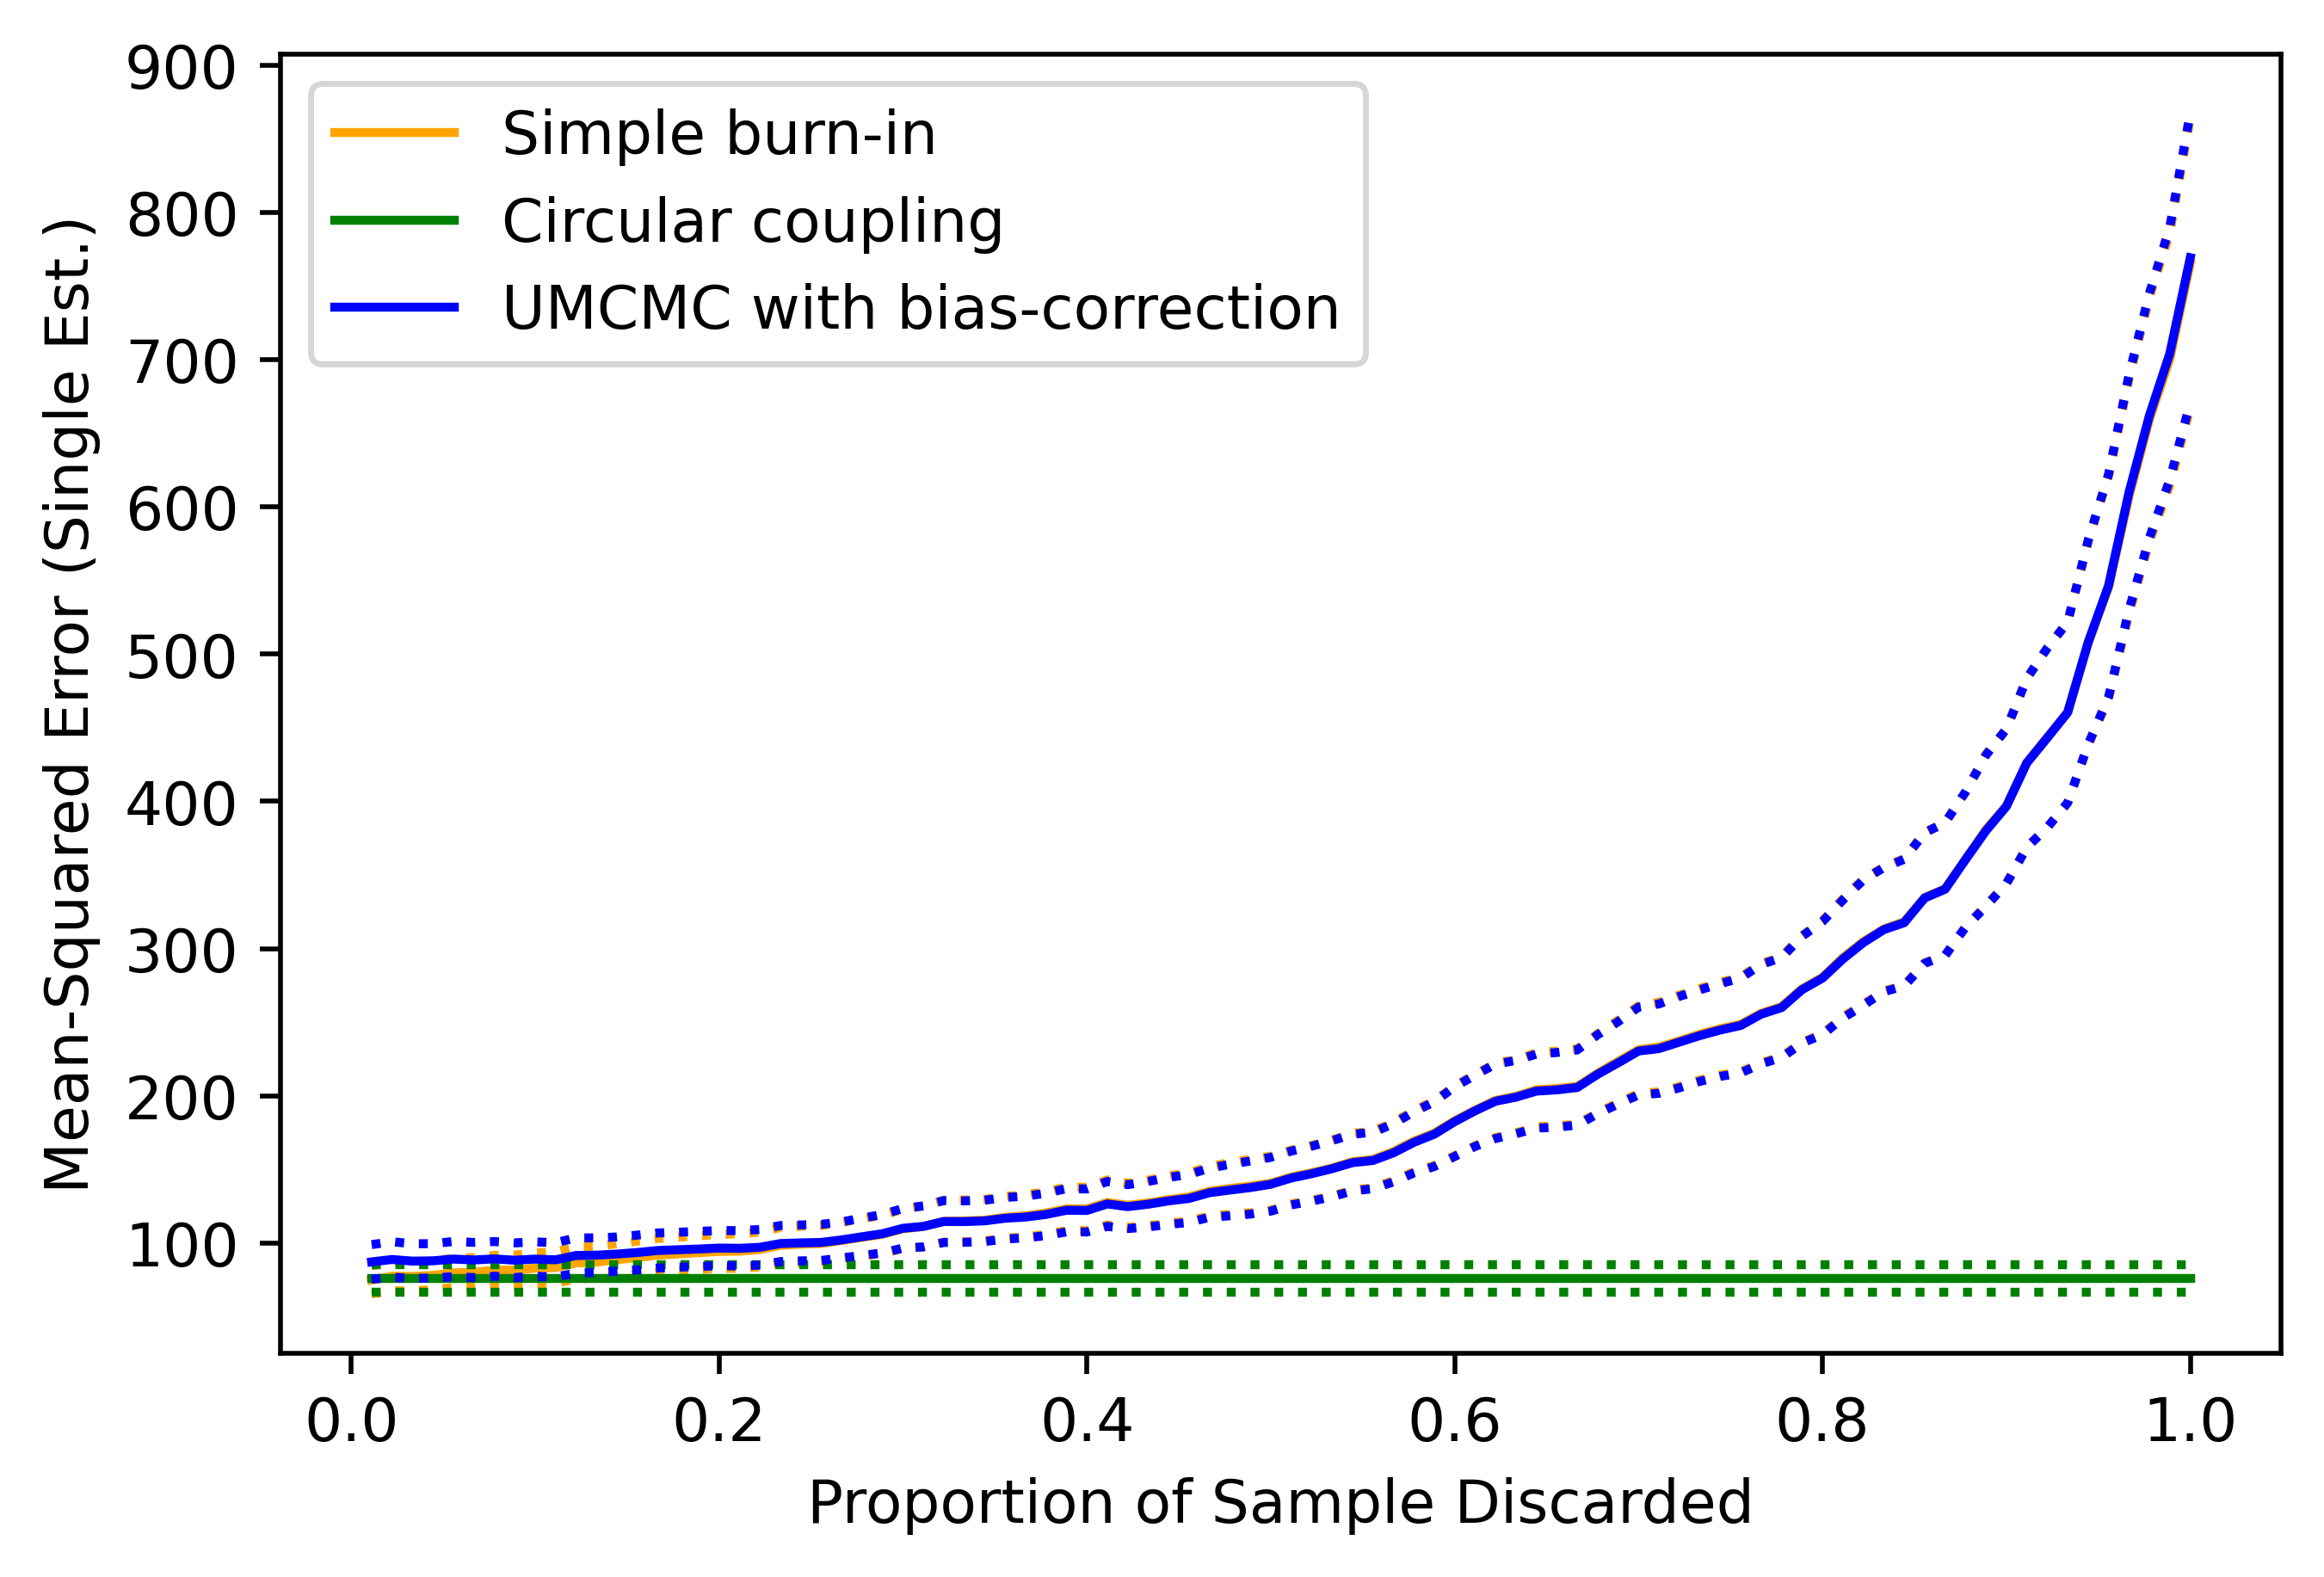 900
800
700
600
500
400
300
200
100
Mean-Squared Error (Single Est.)
Simple burn-in
Circular coupling
UMCMC with bias-correction
0.0 0.2 0.4 0.6 0.8 1.0
Proportion of Sample Discarded